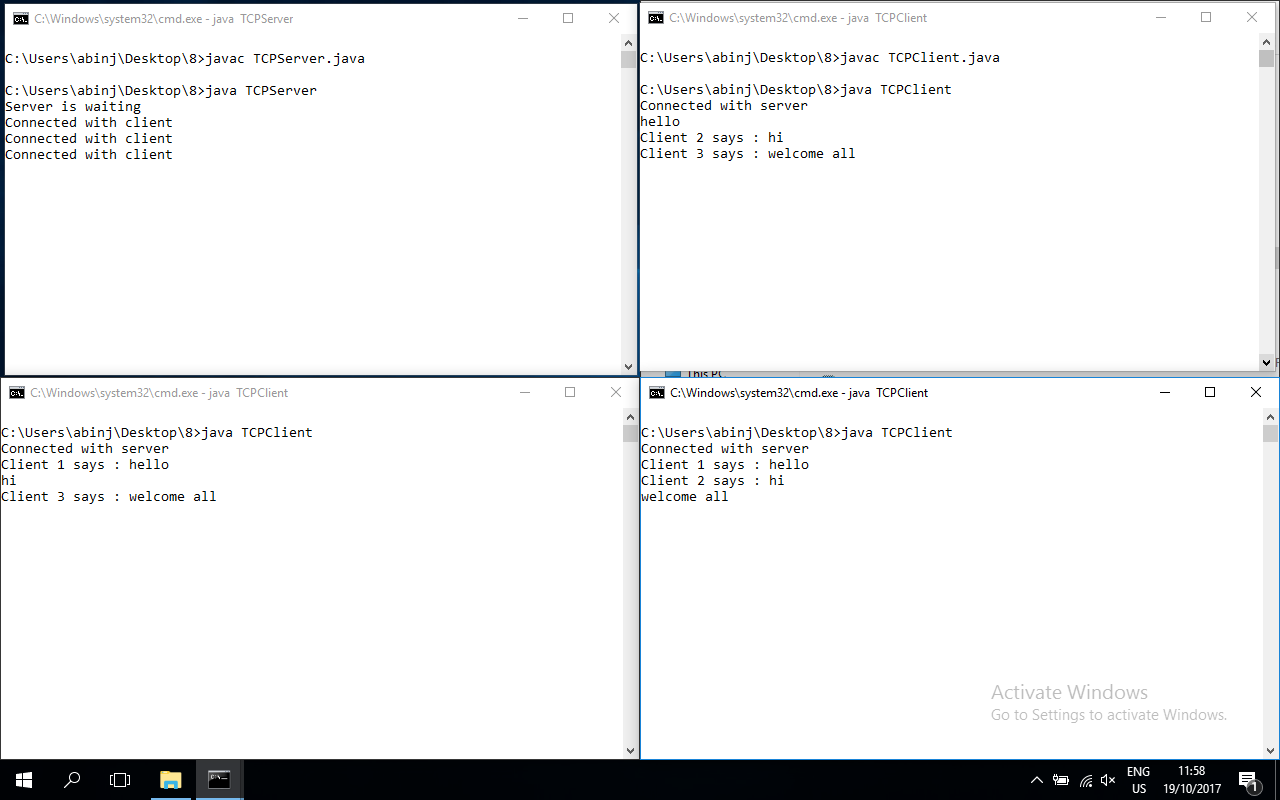 C:\Windows\system32\cmd.exe - java  TCPServer
C:\Users\abinj\Desktop\8>javac TCPServer.java
C:\Users\abinj\Desktop\8>java TCPServer
Server is waiting
Connected with client
Connected with client
Connected with client
C:\Windows\system32\cmd.exe - java  TCPClient
C:\Users\abinj\Desktop\8>javac TCPClient.java
C:\Users\abinj\Desktop\8>java TCPClient
Connected with server
hello
Client 2 says : hi
Client 3 says : welcome all
This PC
C:\Windows\system32\cmd.exe - java  TCPClient
C:\Users\abinj\Desktop\8>java TCPClient
Connected with server
Client 1 says : hello
hi
Client 3 says : welcome all
C:\Windows\system32\cmd.exe - java  TCPClient
C:\Users\abinj\Desktop\8>java TCPClient
Connected with server
Client 1 says : hello
Client 2 says : hi
welcome all
Activate Windows
Go to Settings to activate Windows.
ENG
US
11:58
19/10/2017
1